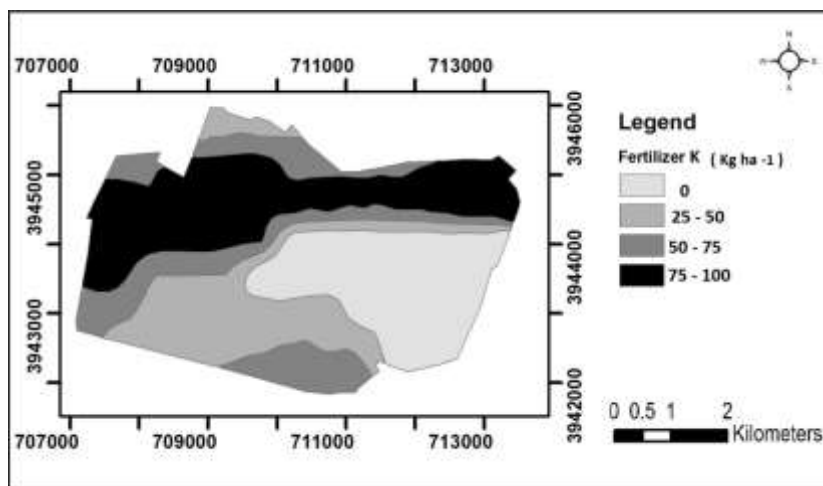 707000 709000 711000 713000
N
W E
S
3946000
3945000
3944000
3943000
3942000
707000 709000 711000 713000
Legend
Fertilizer K ( Kg ha -1 )
0
25 - 50
50 - 75
75 - 100
0 0.5 1 2
Kilometers